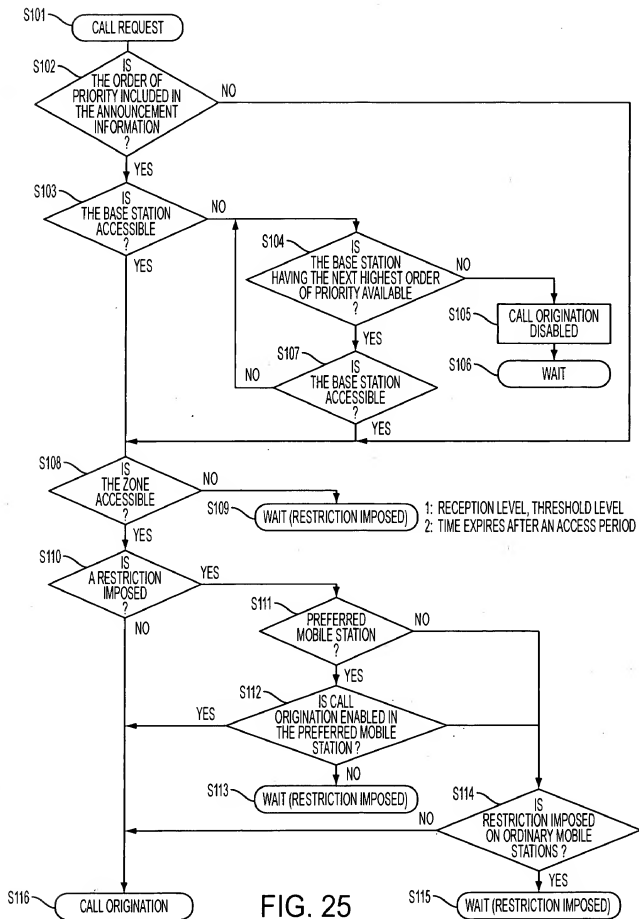 S101
CALL REQUEST
S102
IS
THE ORDER OF
PRIORITY INCLUDED IN
THE ANNOUNCEMENT
INFORMATION
?
NO
YES
S103
IS
THE BASE STATION
ACCESSIBLE
?
NO
YES
S104
IS
THE BASE STATION
HAVING THE NEXT HIGHEST ORDER
OF PRIORITY AVAILABLE
?
NO
YES
S105
CALL ORIGINATION
DISABLED
S106
WAIT
S107
IS
THE BASE STATION
ACCESSIBLE
?
NO
YES
S108
IS
THE ZONE
ACCESSIBLE
?
NO
YES
S109
WAIT (RESTRICTION IMPOSED)
1: RECEPTION LEVEL, THRESHOLD LEVEL
2: TIME EXPIRES AFTER AN ACCESS PERIOD
S110
IS
A RESTRICTION
IMPOSED
?
YES
NO
S111
PREFERRED
MOBILE STATION
?
NO
YES
S112
IS CALL
ORIGINATION ENABLED IN
THE PREFERRED MOBILE
STATION ?
YES
NO
S113
WAIT (RESTRICTION IMPOSED)
S114
IS
RESTRICTION IMPOSED
ON ORDINARY MOBILE
STATIONS ?
NO
YES
S115
WAIT (RESTRICTION IMPOSED)
S116
CALL ORIGINATION
FIG. 25